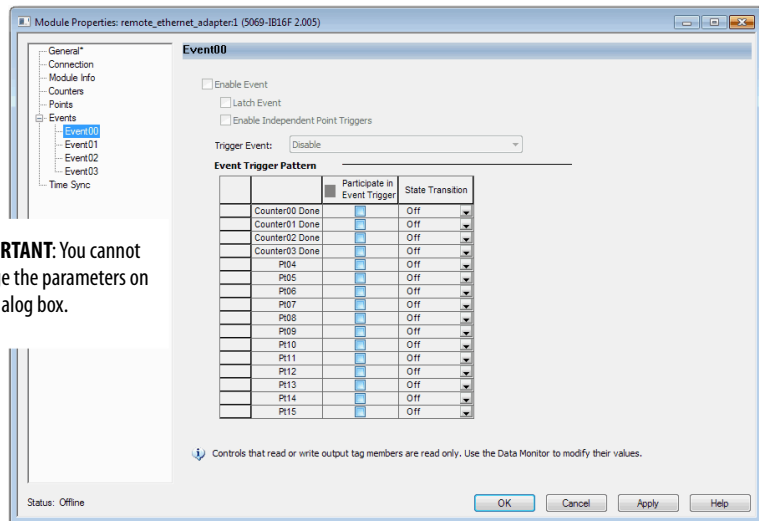 Module Properties: remote_ethernet_adapter:1 (5069-IB16F 2.005)
General*
Connection
Module Info
Counters
Points
Events
Event00
Event01
Event02
Event03
Time Sync
RTANT: You cannot
e the parameters on
alog box.
Event00
Enable Event
Latch Event
Enable Independent Point Triggers
Trigger Event: Disable
Event Trigger Pattern
Participate in
Event Trigger
State Transition
Counter00 Done Off
Counter01 Done Off
Counter02 Done Off
Counter03 Done Off
Pt04 Off
Pt05 Off
Pt06 Off
Pt07 Off
Pt08 Off
Pt09 Off
Pt10 Off
Pt11 Off
Pt12 Off
Pt13 Off
Pt14 Off
Pt15 Off
Controls that read or write output tag members are read only. Use the Data Monitor to modify their values.
Status: Offline
OK Cancel Apply Help